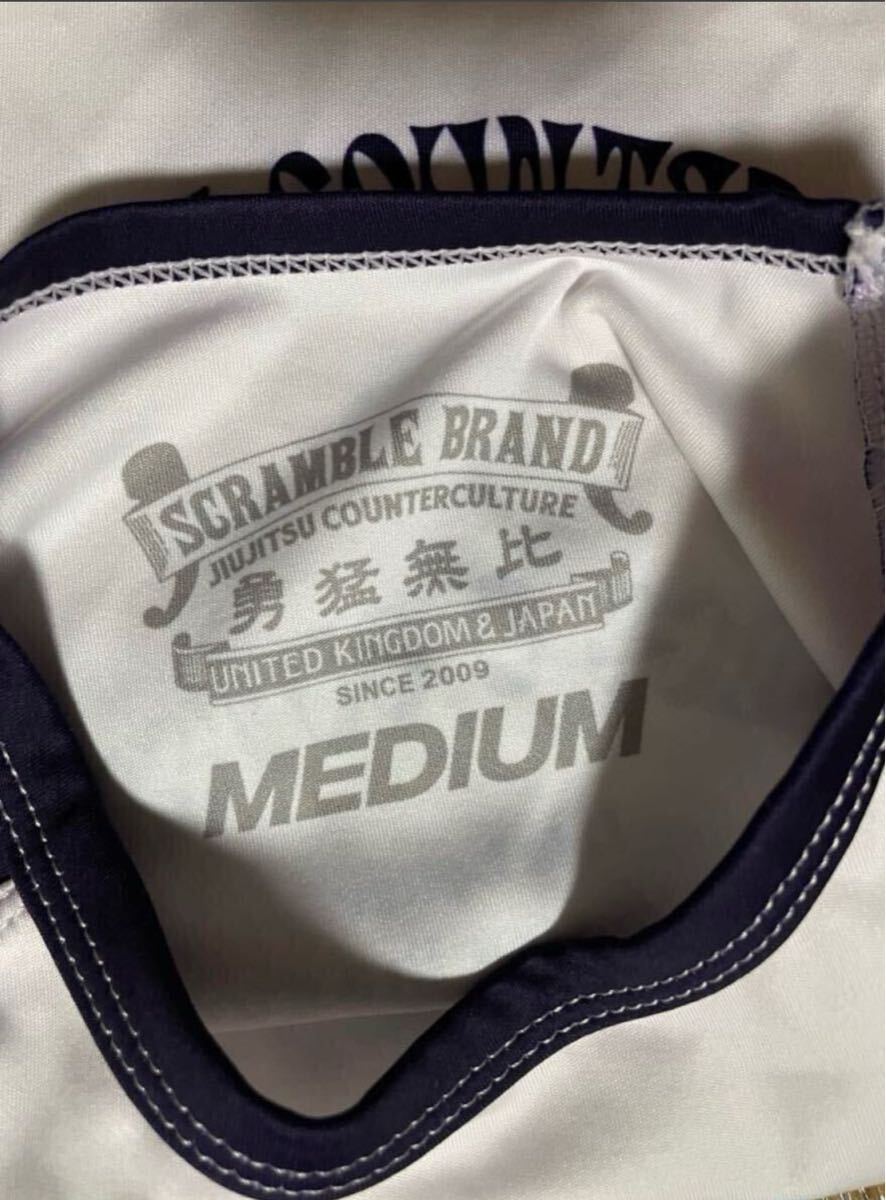 SCRAMBLE BRAND
JIUJITSU COUNTERCULTURE
勇猛無比
UNITED KINGDOM & JAPAN
SINCE 2009
MEDIUM